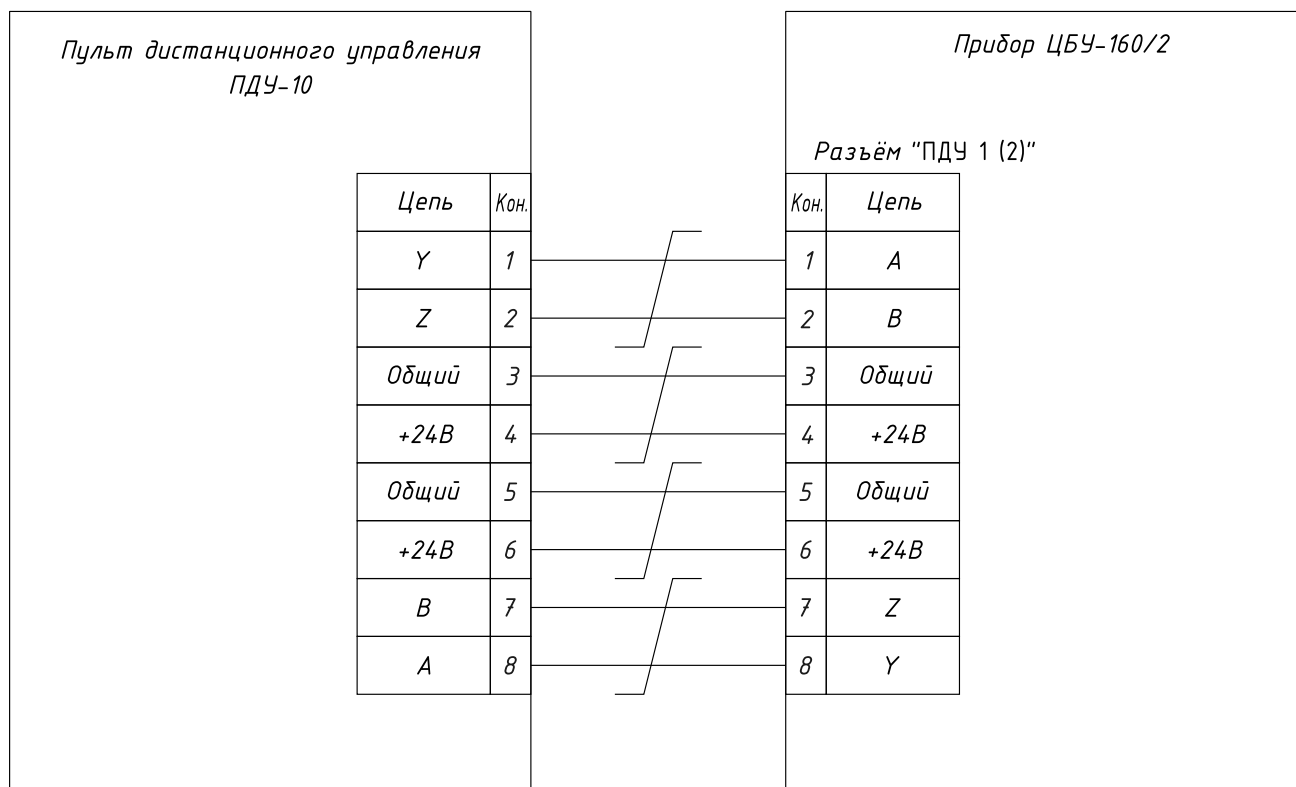 Пульт дистанционного управления
ПДУ-10
Прибор ЦБУ-160/2
Разъём "ПДУ 1 (2)"
Цепь Кон. Кон. Цепь
Y 1 1 A
Z 2 2 B
Общий 3 3 Общий
+24В 4 4 +24В
Общий 5 5 Общий
+24В 6 6 +24В
B 7 7 Z
A 8 8 Y